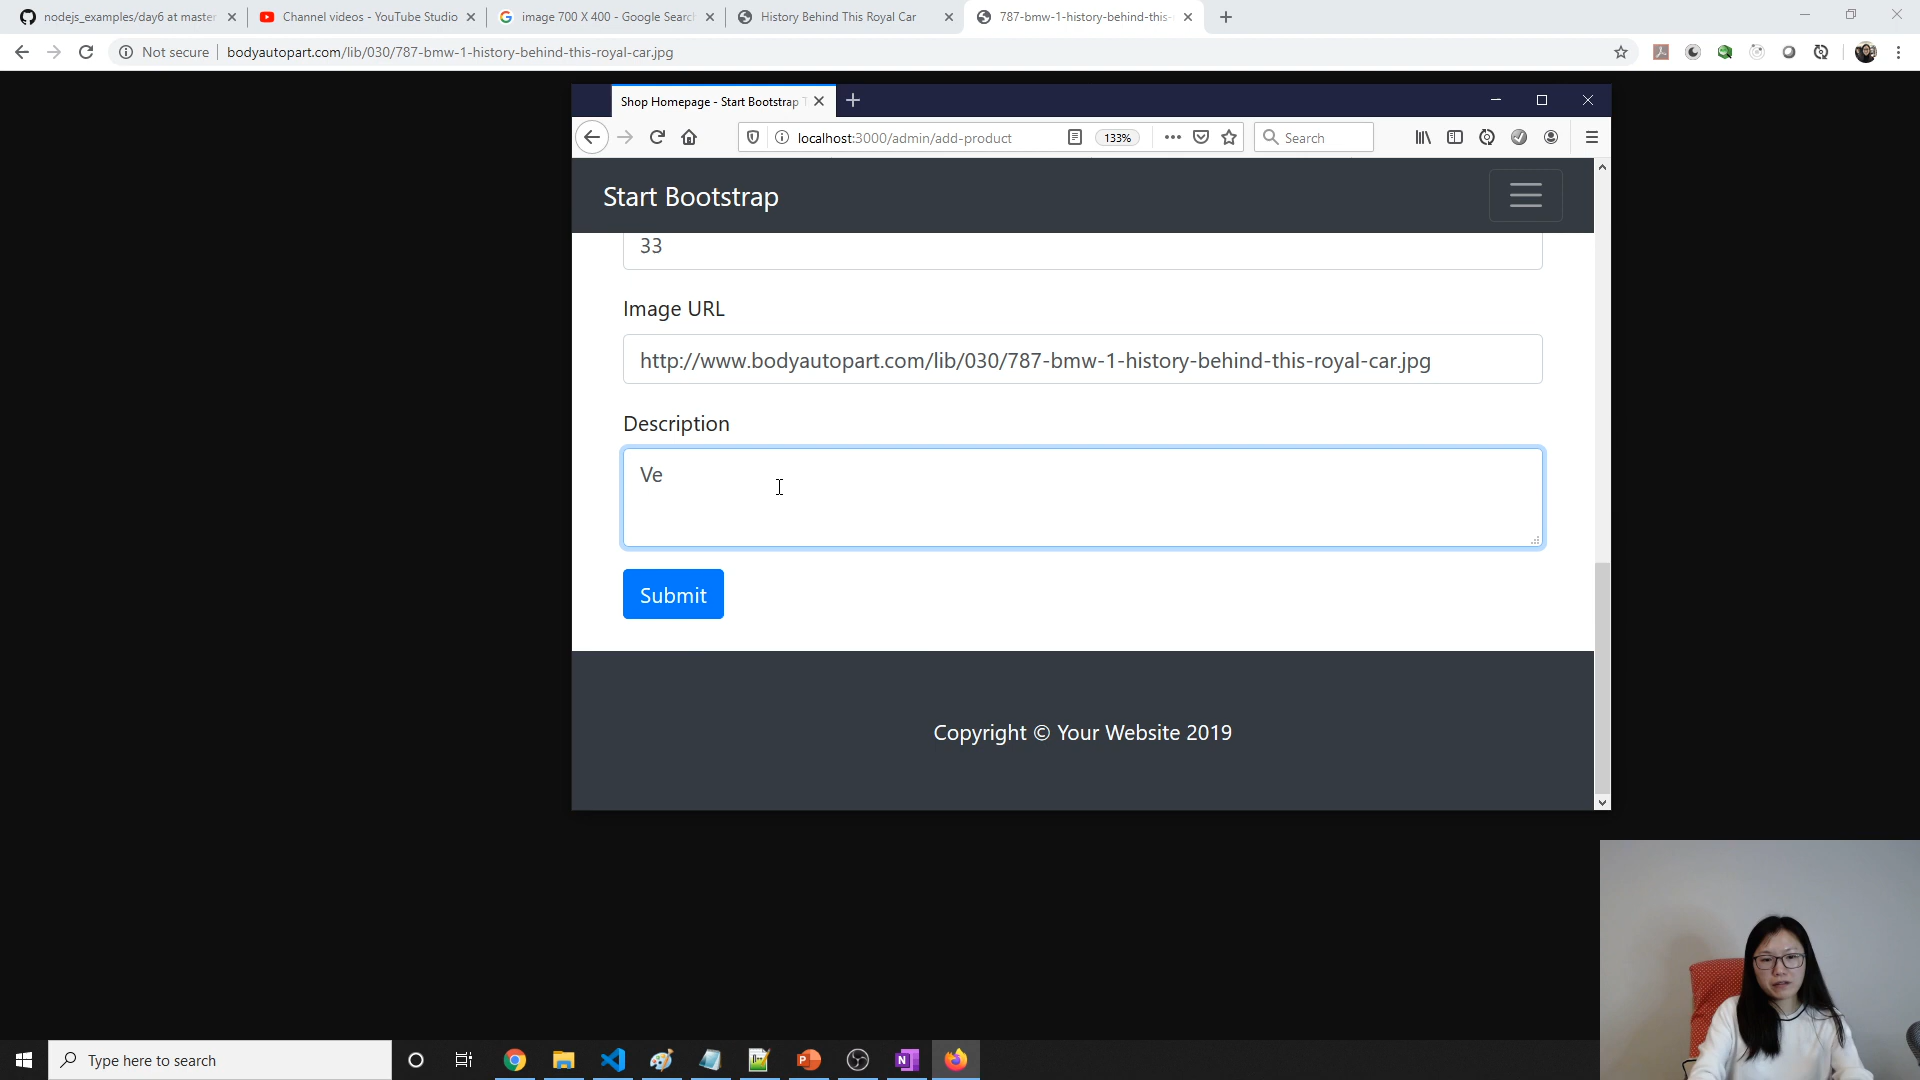 nodejs_examples/day6 at master
Channel videos - YouTube Studio
image 700 X 400 - Google Searc
History Behind This Royal Car
787-bmw-1-history-behind-this-
Not secure
bodyautopart.com/lib/030/787-bmw-1-history-behind-this-royal-car.jpg
Shop Homepage - Start Bootstrap T
localhost:3000/admin/add-product
133%
Search
Start Bootstrap
33
Image URL
http://www.bodyautopart.com/lib/030/787-bmw-1-history-behind-this-royal-car.jpg
Description
Ve
Submit
Copyright © Your Website 2019
Type here to search